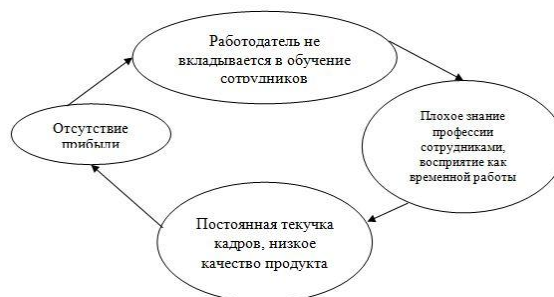 Работодатель не
вкладывается в обучение
сотрудников
Плохое знание
профессии
сотрудниками,
восприятие как
временной работы
Постоянная текучка
кадров, низкое
качество продукта
Отсутствие
прибыли